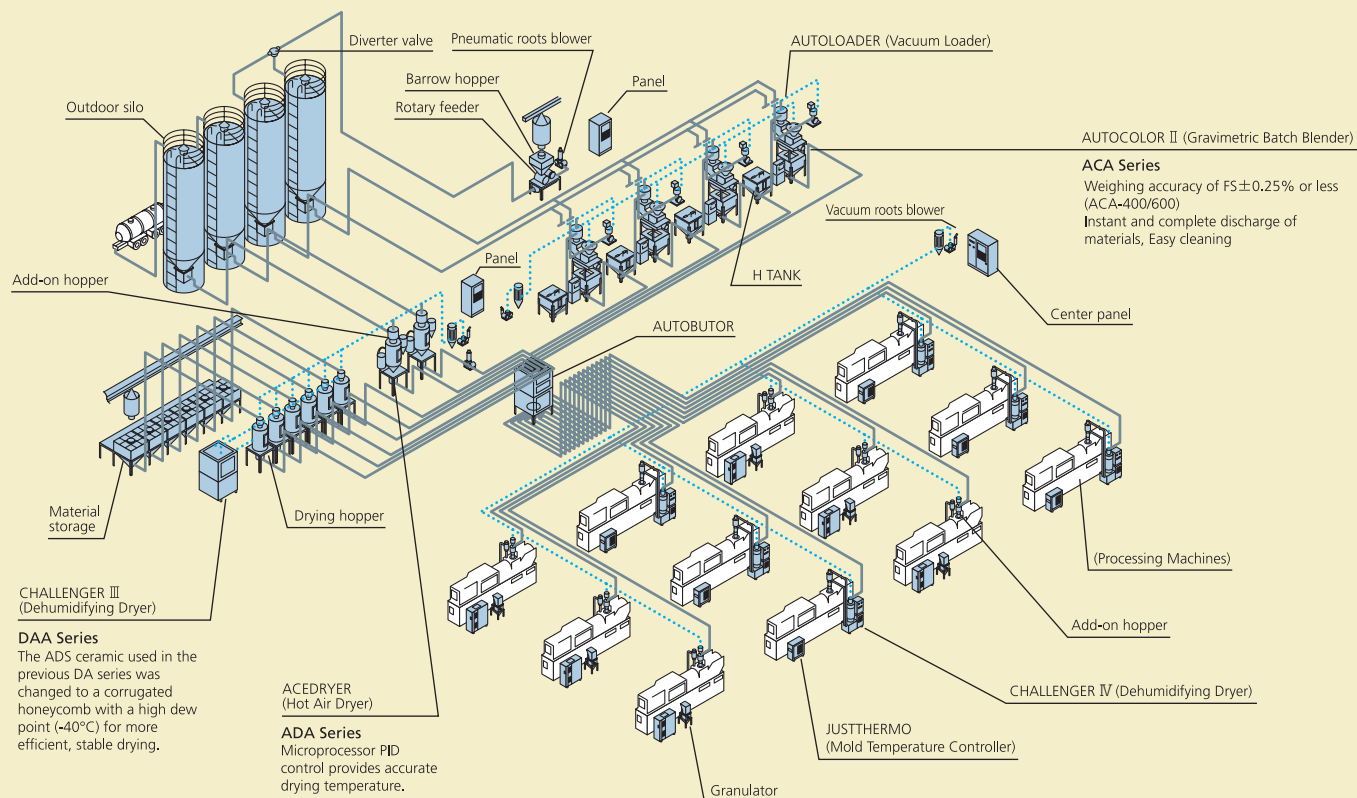 Diverter valve
Pneumatic roots blower
AUTOLOADER (Vacuum Loader)
Barrow hopper
Panel
Outdoor silo
Rotary feeder
AUTOCOLOR Ⅱ (Gravimetric Batch Blender)
ACA Series
Weighing accuracy of FS±0.25% or less
(ACA-400/600)
Instant and complete discharge of
materials, Easy cleaning
Vacuum roots blower
Panel
Add-on hopper
H TANK
Center panel
AUTOBUTOR
Material
storage
Drying hopper
(Processing Machines)
CHALLENGER Ⅲ
(Dehumidifying Dryer)
DAA Series
The ADS ceramic used in the
previous DA series was
changed to a corrugated
honeycomb with a high dew
point (-40°C) for more
efficient, stable drying.
Add-on hopper
ACEDRYER
(Hot Air Dryer)
ADA Series
Microprocessor PID
control provides accurate
drying temperature.
CHALLENGER Ⅳ (Dehumidifying Dryer)
JUSTTHERMO
(Mold Temperature Controller)
Granulator